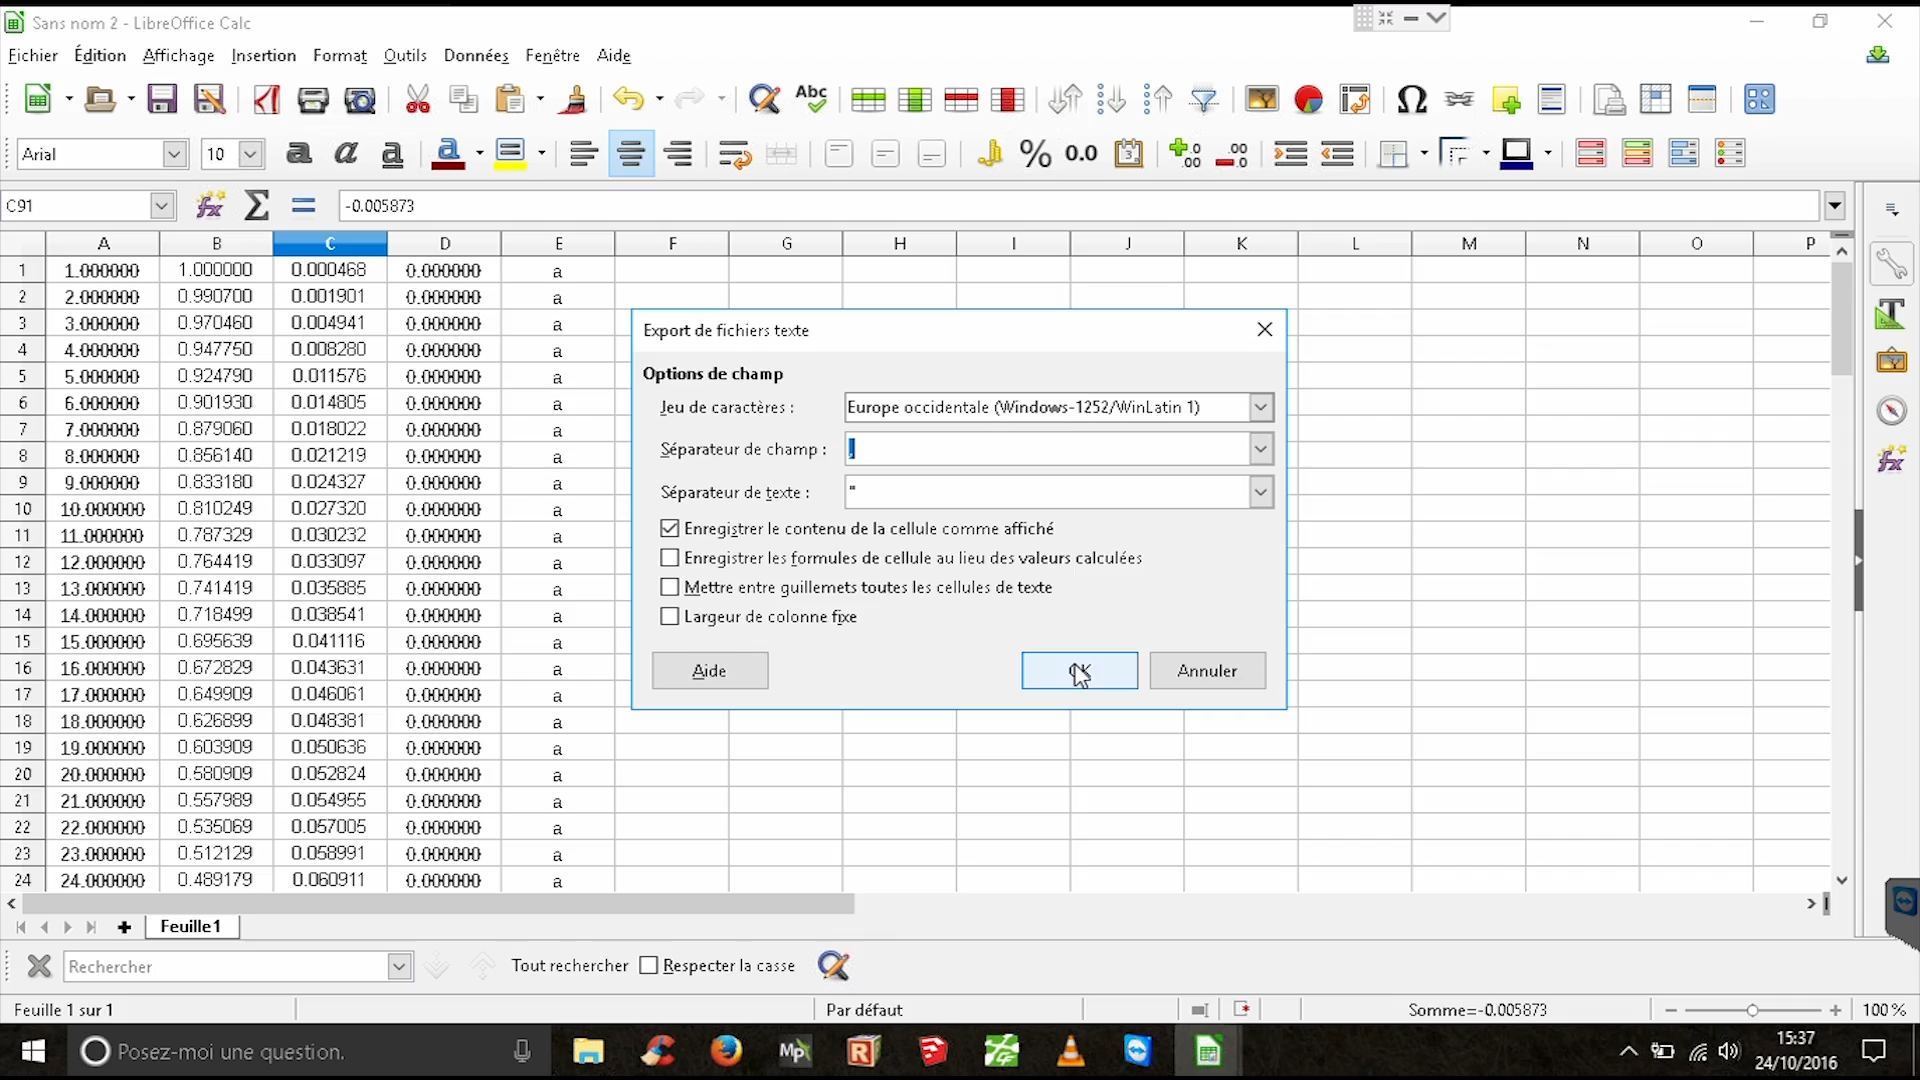 Sans nom 2 - LibreOffice Calc
Fichier Édition Affichage Insertion Format Outils Données Fenêtre Aide
Abc
Arial 10 a a a a % 0.0 3 .00 .00
C91 fx Σ = -0.005873
A B C D E F G H I J K L M N O P
1 1.000000 1.000000 0.000468 0.000000 a
2 2.000000 0.990700 0.001901 0.000000 a
3 3.000000 0.970460 0.004941 0.000000 a
4 4.000000 0.947750 0.008280 0.000000 a
5 5.000000 0.924790 0.011576 0.000000 a
6 6.000000 0.901930 0.014805 0.000000 a
7 7.000000 0.879060 0.018022 0.000000 a
8 8.000000 0.856140 0.021219 0.000000 a
9 9.000000 0.833180 0.024327 0.000000 a
10 10.000000 0.810249 0.027320 0.000000 a
11 11.000000 0.787329 0.030232 0.000000 a
12 12.000000 0.764419 0.033097 0.000000 a
13 13.000000 0.741419 0.035885 0.000000 a
14 14.000000 0.718499 0.038541 0.000000 a
15 15.000000 0.695639 0.041116 0.000000 a
16 16.000000 0.672829 0.043631 0.000000 a
17 17.000000 0.649909 0.046061 0.000000 a
18 18.000000 0.626899 0.048381 0.000000 a
19 19.000000 0.603909 0.050636 0.000000 a
20 20.000000 0.580909 0.052824 0.000000 a
21 21.000000 0.557989 0.054955 0.000000 a
22 22.000000 0.535069 0.057005 0.000000 a
23 23.000000 0.512129 0.058991 0.000000 a
24 24.000000 0.489179 0.060911 0.000000 a
Export de fichiers texte
Options de champ
Jeu de caractères : Europe occidentale (Windows-1252/WinLatin 1)
Séparateur de champ : ,
Séparateur de texte : "
Enregistrer le contenu de la cellule comme affiché
Enregistrer les formules de cellule au lieu des valeurs calculées
Mettre entre guillemets toutes les cellules de texte
Largeur de colonne fixe
Aide OK Annuler
Feuille1
Rechercher Tout rechercher Respecter la casse
Feuille 1 sur 1 Par défaut Somme=-0.005873 100 %
Posez-moi une question. 15:37
24/10/2016